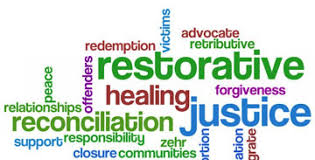 victims
advocate
redemption
retributive
restorative
peace
offenders
healing
forgiveness
relationships
justice
reconciliation
support
responsibility
zehr
closure
communities